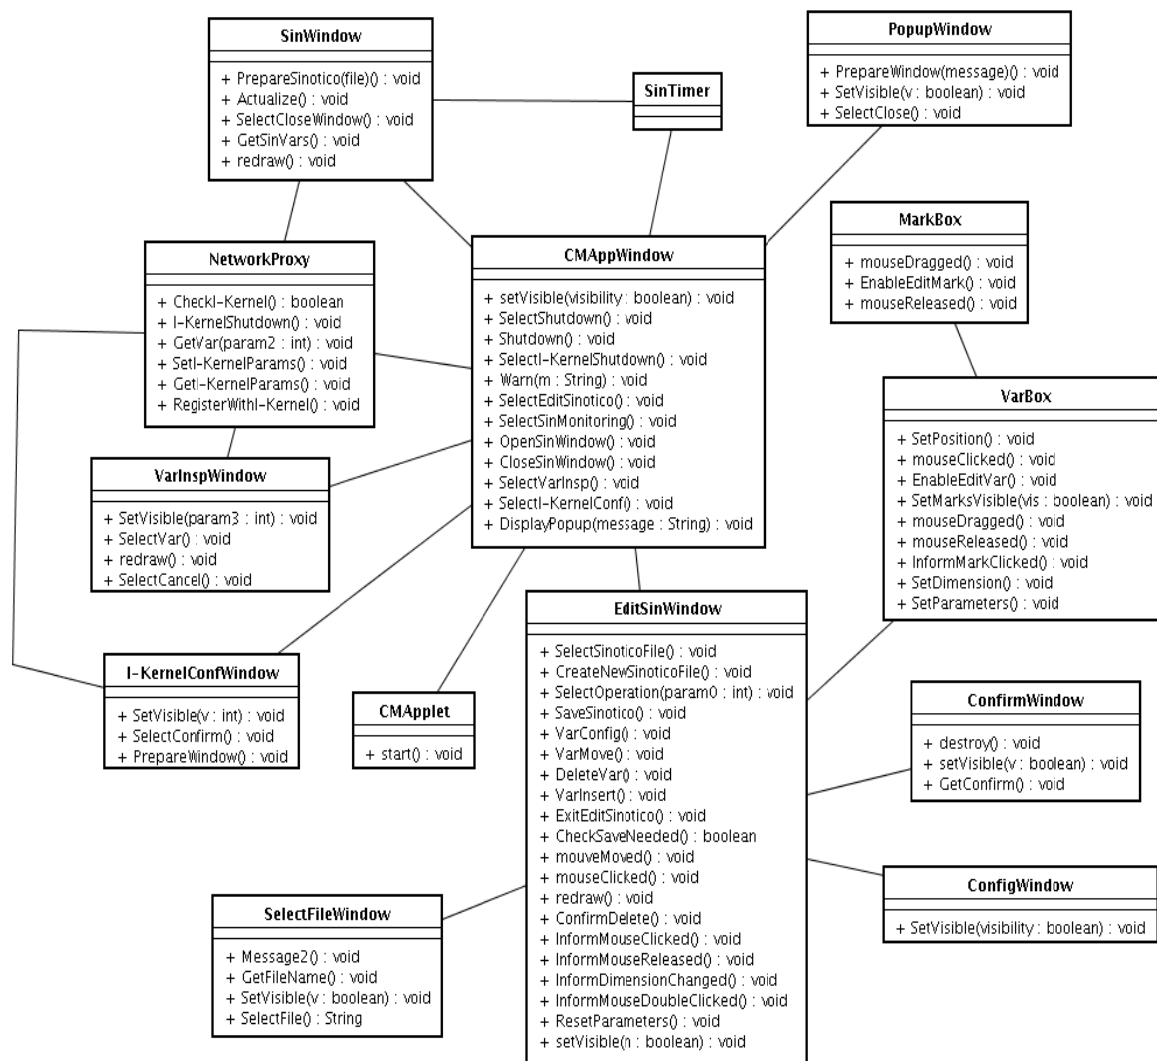 SinWindow
+ PrepareSinotico(file)() : void
+ Actualize() : void
+ SelectCloseWindow() : void
+ GetSinVars() : void
+ redraw() : void
SinTimer
PopupWindow
+ PrepareWindow(message)() : void
+ SetVisible(v : boolean) : void
+ SelectClose() : void
NetworkProxy
+ CheckI-Kernel() : boolean
+ I-KernelShutdown() : void
+ GetVar(param2 : int) : void
+ SetI-KernelParams() : void
+ GetI-KernelParams() : void
+ RegisterWithI-Kernel() : void
CMAppWindow
+ setVisible(visibility : boolean) : void
+ SelectShutdown() : void
+ Shutdown() : void
+ SelectI-KernelShutdown() : void
+ Warn(m : String) : void
+ SelectEditSinotico() : void
+ SelectSinMonitoring() : void
+ OpenSinWindow() : void
+ CloseSinWindow() : void
+ SelectVarInsp() : void
+ SelectI-KernelConf() : void
+ DisplayPopup(message : String) : void
MarkBox
+ mouseDragged() : void
+ EnableEditMark() : void
+ mouseReleased() : void
VarBox
+ SetPosition() : void
+ mouseClicked() : void
+ EnableEditVar() : void
+ SetMarksVisible(vis : boolean) : void
+ mouseDragged() : void
+ mouseReleased() : void
+ InformMarkClicked() : void
+ SetDimension() : void
+ SetParameters() : void
VarInspWindow
+ SetVisible(param3 : int) : void
+ SelectVar() : void
+ redraw() : void
+ SelectCancel() : void
I-KernelConfWindow
+ SetVisible(v : int) : void
+ SelectConfirm() : void
+ PrepareWindow() : void
CMApplet
+ start() : void
EditSinWindow
+ SelectSinoticoFile() : void
+ CreateNewSinoticoFile() : void
+ SelectOperation(param0 : int) : void
+ SaveSinotico() : void
+ VarConfig() : void
+ VarMove() : void
+ DeleteVar() : void
+ VarInsert() : void
+ ExitEditSinotico() : void
+ CheckSaveNeeded() : boolean
+ mouveMoved() : void
+ mouseClicked() : void
+ redraw() : void
+ ConfirmDelete() : void
+ InformMouseClicked() : void
+ InformMouseReleased() : void
+ InformDimensionChanged() : void
+ InformMouseDoubleClicked() : void
+ ResetParameters() : void
+ setVisible(n : boolean) : void
ConfirmWindow
+ destroy() : void
+ setVisible(v : boolean) : void
+ GetConfirm() : void
ConfigWindow
+ SetVisible(visibility : boolean) : void
SelectFileWindow
+ Message2() : void
+ GetFileName() : void
+ SetVisible(v : boolean) : void
+ SelectFile() : String